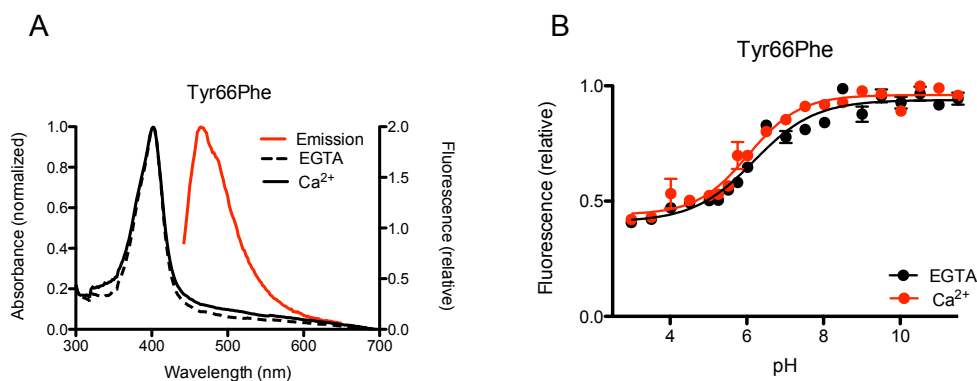 A
Tyr66Phe
Absorbance (normalized)
1.0
0.8
0.6
0.4
0.2
0.0
300 400 500 600 700
Wavelength (nm)
2.0
1.5
1.0
0.5
0.0
Fluorescence (relative)
Emission
EGTA
Ca²⁺
B
Tyr66Phe
Fluorescence (relative)
1.0
0.5
0.0
4 6 8 10
pH
EGTA
Ca²⁺